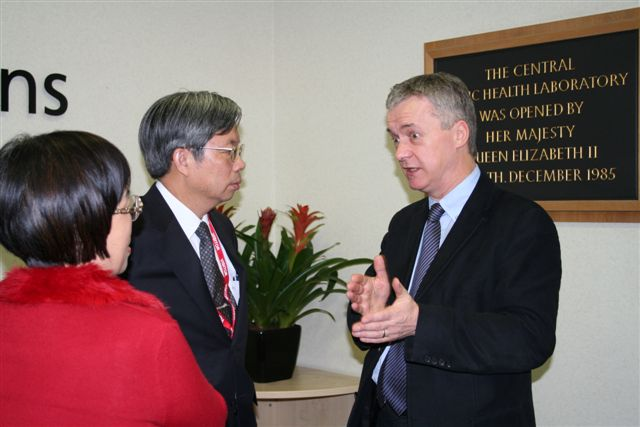 ns
THE CENTRAL
C HEALTH LABORATORY
WAS OPENED BY
HER MAJESTY
UEEN ELIZABETH II
TH. DECEMBER 1985